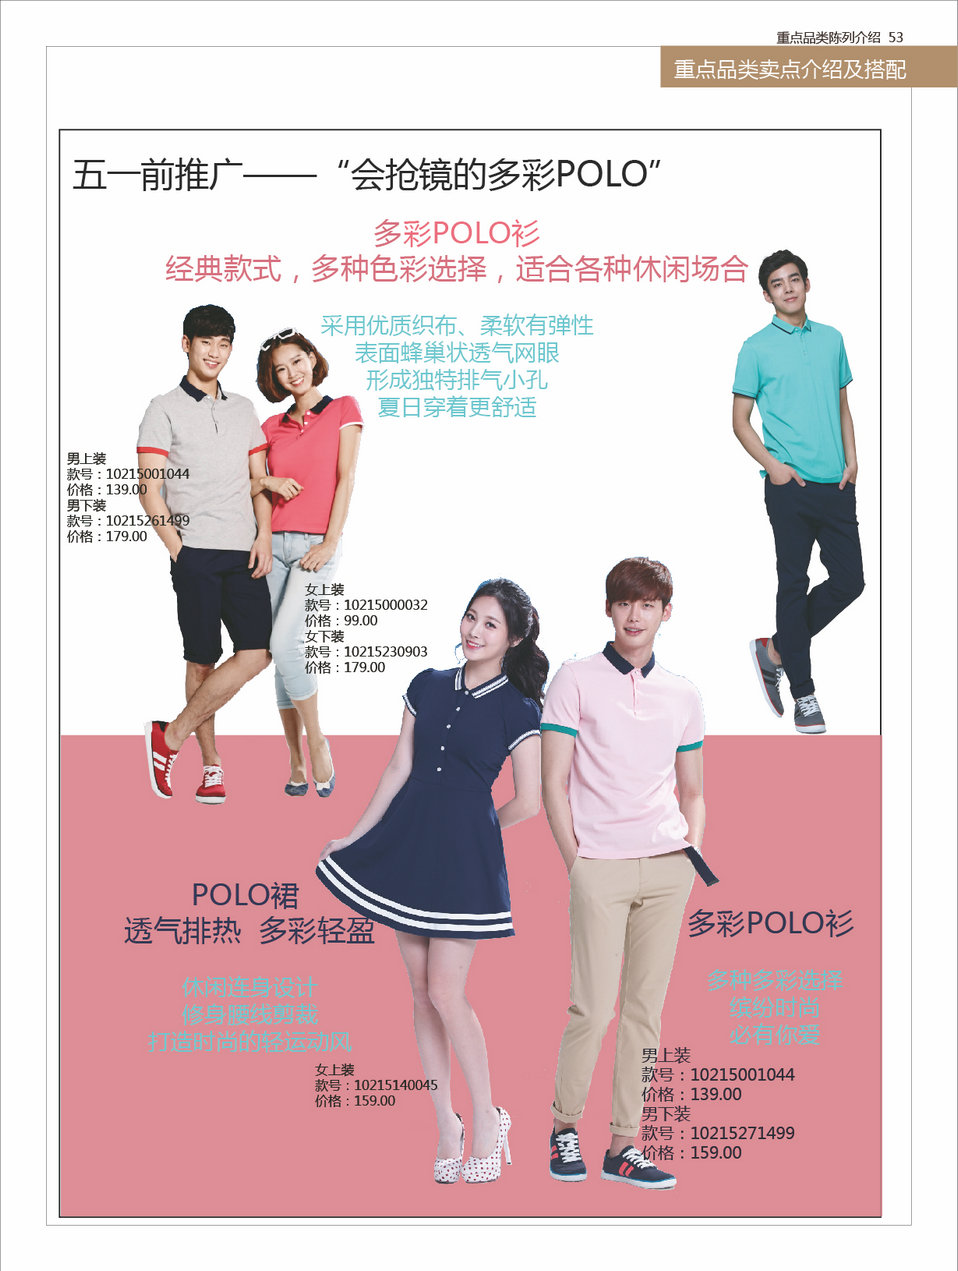 重点品类陈列介绍 53
重点品类卖点介绍及搭配
五一前推广——“会抢镜的多彩POLO”
多彩POLO衫
经典款式，多种色彩选择，适合各种休闲场合
采用优质织布、柔软有弹性
表面蜂巢状透气网眼
形成独特排气小孔
夏日穿着更舒适
男上装
款号：10215001044
价格：139.00
男下装
款号：10215261499
价格：179.00
女上装
款号：10215000032
价格：99.00
女下装
款号：10215230903
价格：179.00
POLO裙
透气排热 多彩轻盈
休闲连身设计
修身腰线剪裁
打造时尚的轻运动风
女上装
款号：10215140045
价格：159.00
多彩POLO衫
多种多彩选择
缤纷时尚
必有你爱
男上装
款号：10215001044
价格：139.00
男下装
款号：10215271499
价格：159.00